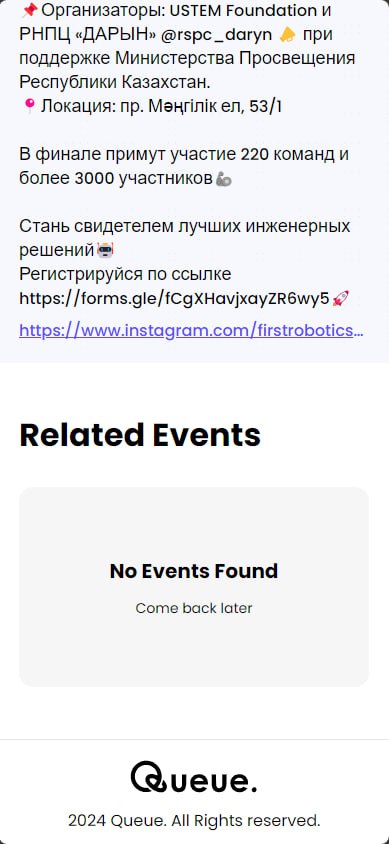 📌Организаторы: USTEM Foundation и
РНПЦ «ДАРЫН» @rspc_daryn 📣 при
поддержке Министерства Просвещения
Республики Казахстан.
📍Локация: пр. Мәңгілік ел, 53/1
В финале примут участие 220 команд и
более 3000 участников🦾
Стань свидетелем лучших инженерных
решений🤖
Регистрируйся по ссылке
https://forms.gle/fCgXHavjxayZR6wy5🚀
https://www.instagram.com/firstrobotics...
Related Events
No Events Found
Come back later
Queue.
2024 Queue. All Rights reserved.